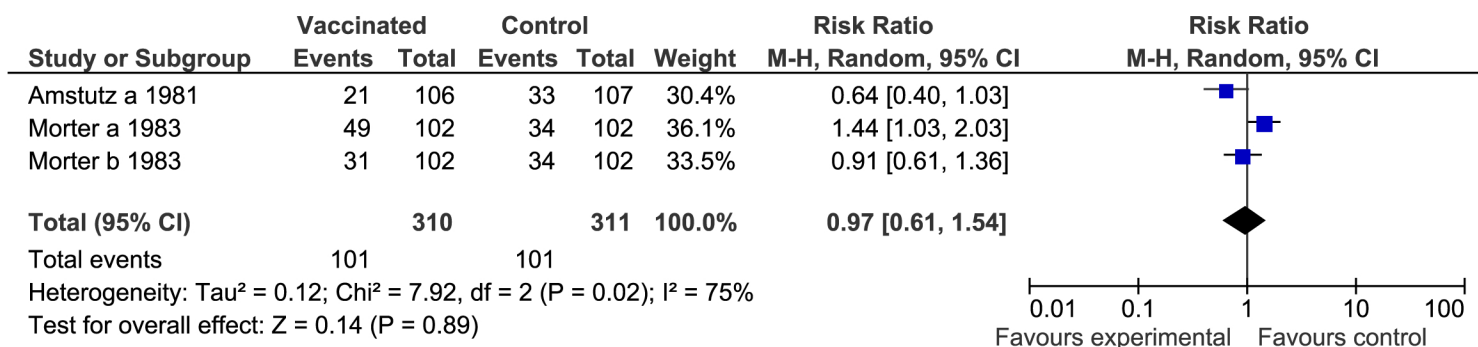 Vaccinated Control Risk Ratio Risk Ratio
Study or Subgroup Events Total Events Total Weight M-H, Random, 95% CI M-H, Random, 95% CI
Amstutz a 1981 21 106 33 107 30.4% 0.64 [0.40, 1.03]
Morter a 1983 49 102 34 102 36.1% 1.44 [1.03, 2.03]
Morter b 1983 31 102 34 102 33.5% 0.91 [0.61, 1.36]
Total (95% CI) 310 311 100.0% 0.97 [0.61, 1.54]
Total events 101 101
Heterogeneity: Tau² = 0.12; Chi² = 7.92, df = 2 (P = 0.02); I² = 75%
Test for overall effect: Z = 0.14 (P = 0.89)
0.01 0.1 1 10 100
Favours experimental Favours control